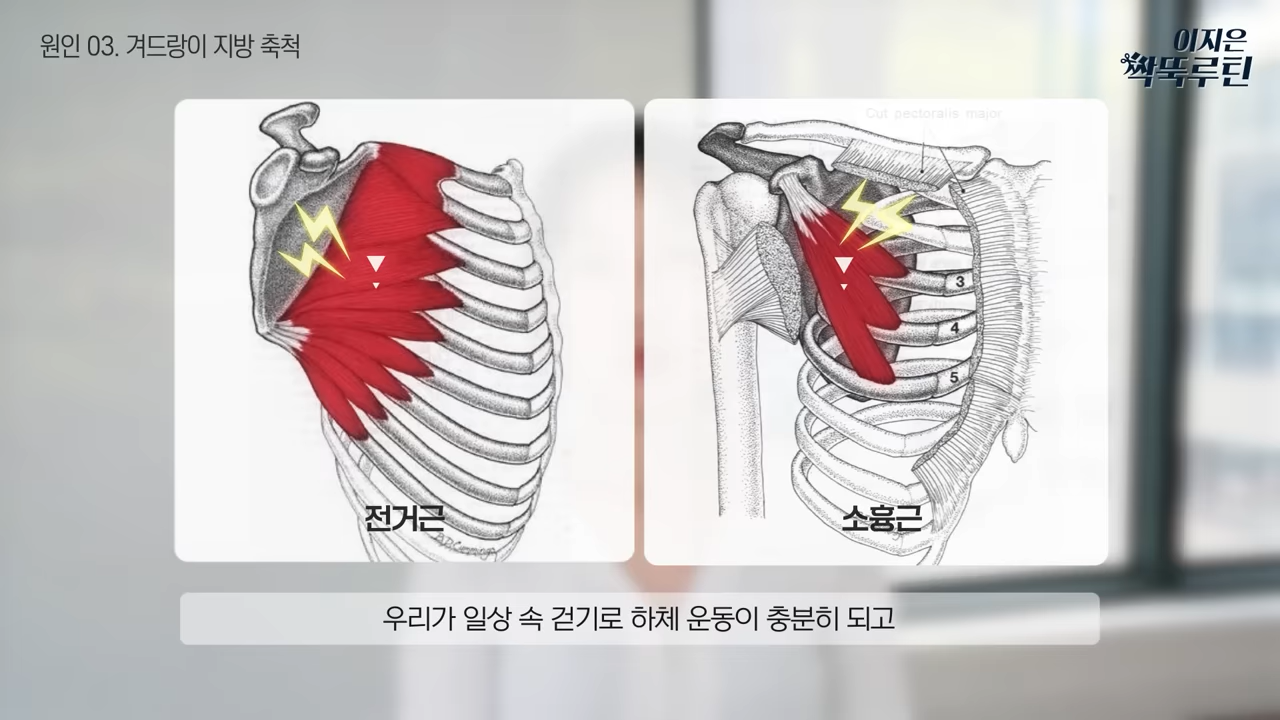 원인 03. 겨드랑이 지방 축척
이지은
싹뚝루틴
Cut pectoralis major
3
4
5
전거근
소흉근
우리가 일상 속 걷기로 하체 운동이 충분히 되고